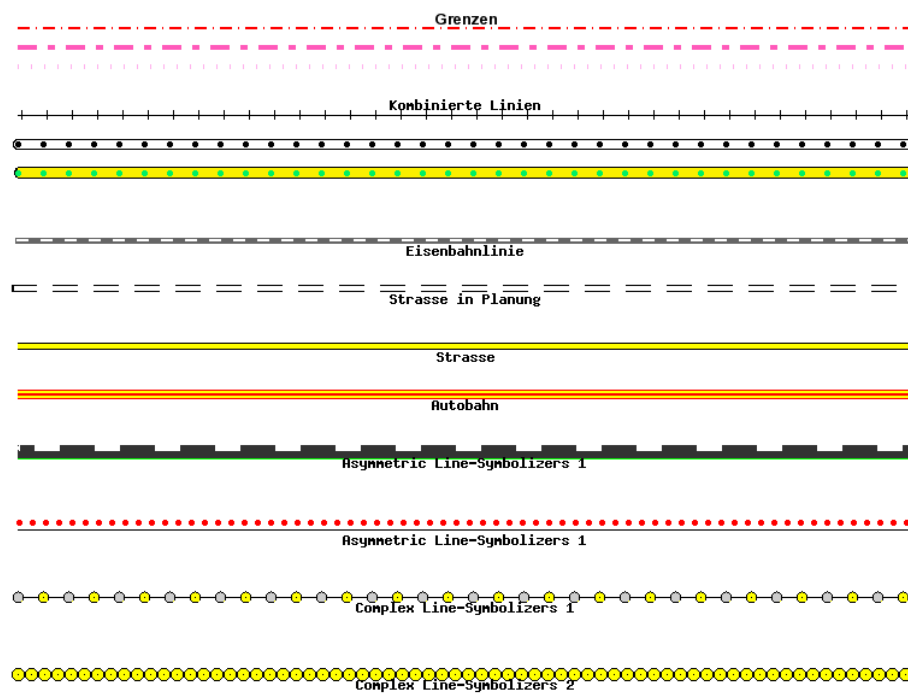 Grenzen
Kombinierte Linien
Eisenbahnlinie
Strasse in Planung
Strasse
Autobahn
Asymmetric Line-Symbolizers 1
Asymmetric Line-Symbolizers 1
Complex Line-Symbolizers 1
Complex Line-Symbolizers 2